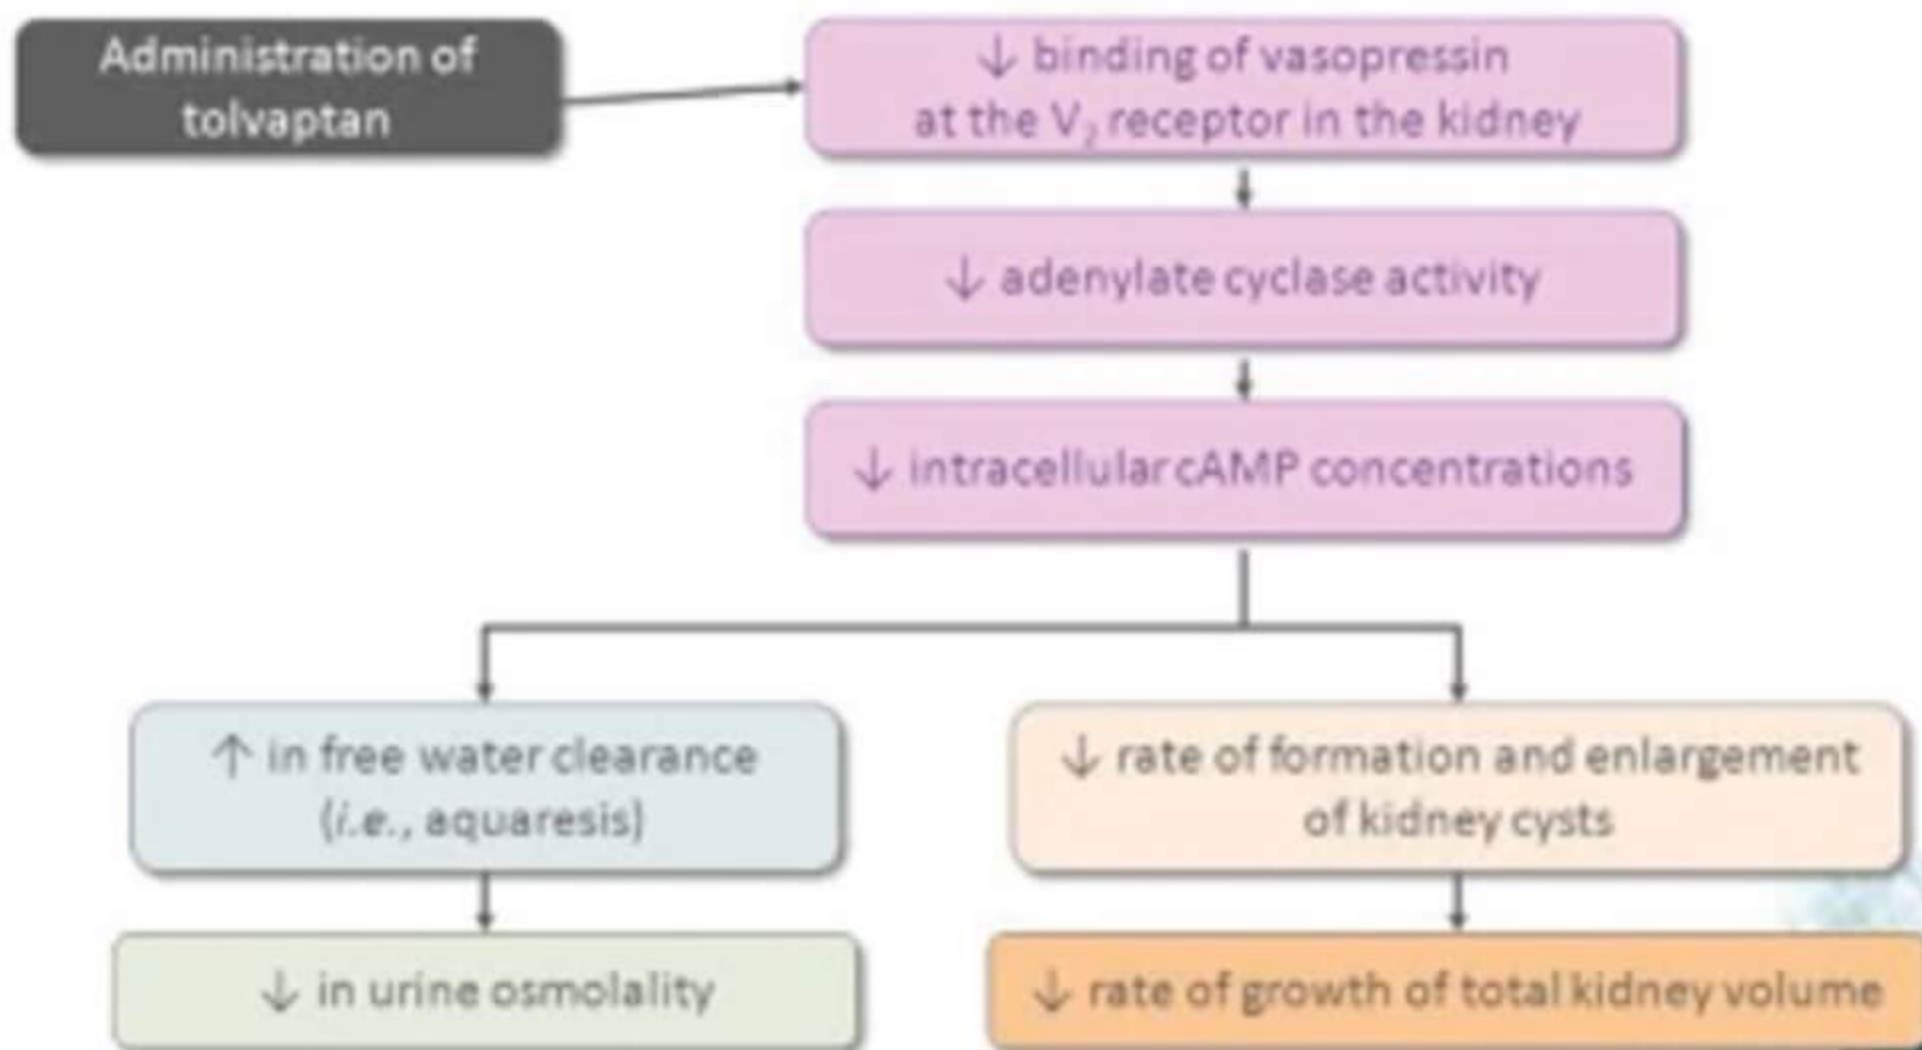 Administration of
tolvaptan
↓ binding of vasopressin
at the V₂ receptor in the kidney
↓ adenylate cyclase activity
↓ intracellular cAMP concentrations
↑ in free water clearance
(i.e., aquaresis)
↓ rate of formation and enlargement
of kidney cysts
↓ in urine osmolality
↓ rate of growth of total kidney volume